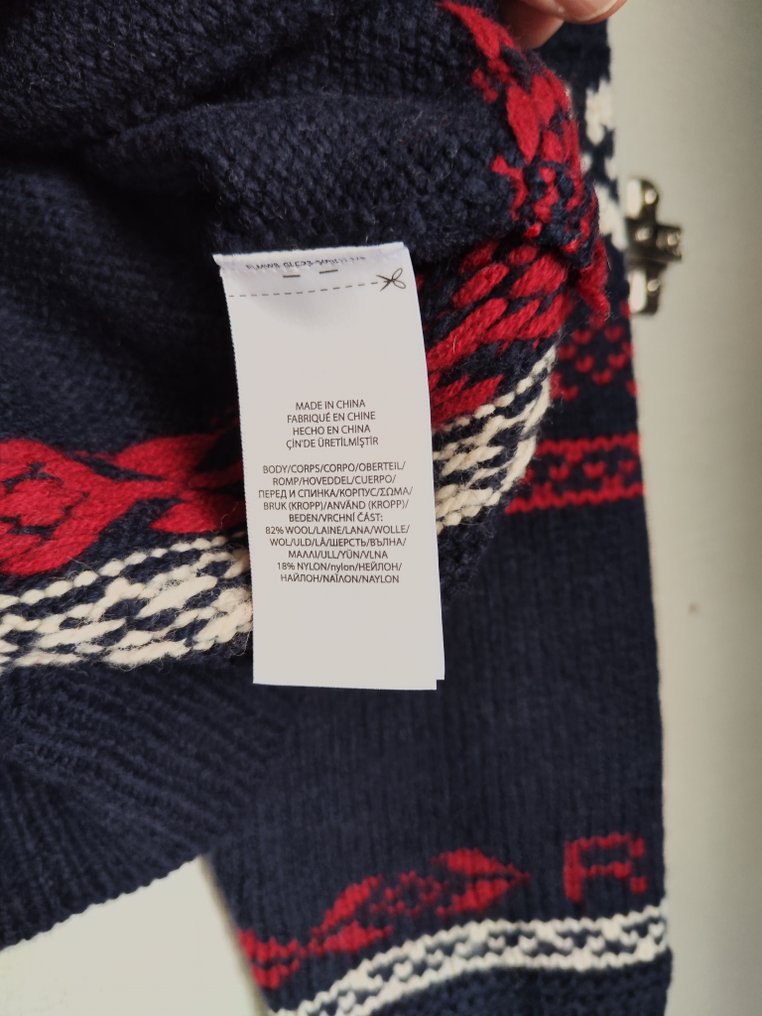 MADE IN CHINA
FABRIQUÉ EN CHINE
HECHO EN CHINA
ÇİN'DE ÜRETİLMİŞTİR
BODY/CORPS/CORPO/OBERTEIL/
ROMP/HOVEDDEL/CUERPO/
ПЕРЕД И СПИНКА/КОРПУС/ΣΩΜΑ/
BRUK (KROPP)/ANVÄND (KROPP)/
BEDEN/VRCHNÍ ČÁST:
82% WOOL/LAINE/LANA/WOLLE/
WOL/ULD/LÃ/ШЕРСТЬ/ВЪЛНА/
ΜΑΛΛΙ/ULL/YÜN/VLNA
18% NYLON/nylon/НЕЙЛОН/
НАЙЛОН/ΝΑΪΛΟΝ/NAYLON
R